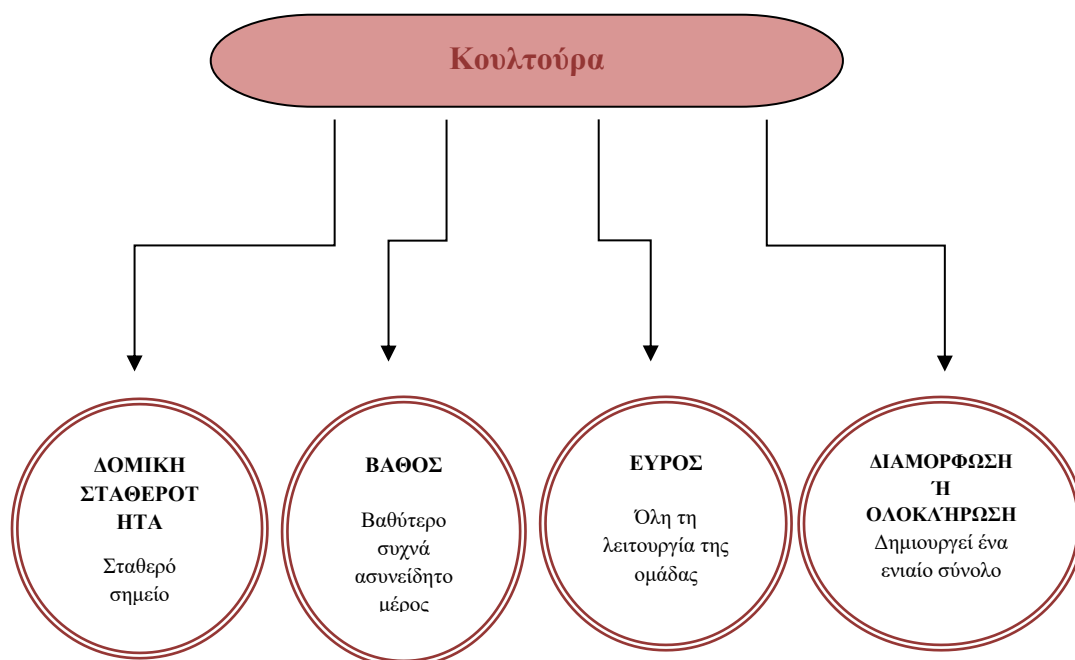 Κουλτούρα
ΔΟΜΙΚΗ
ΣΤΑΘΕΡΟΤ
ΗΤΑ
Σταθερό
σημείο
ΒΑΘΟΣ
Βαθύτερο
συχνά
ασυνείδητο
μέρος
ΕΥΡΟΣ
Όλη τη
λειτουργία της
ομάδας
ΔΙΑΜΟΡΦΩΣΗ
Ή
ΟΛΟΚΛΉΡΩΣΗ
Δημιουργεί ένα
ενιαίο σύνολο